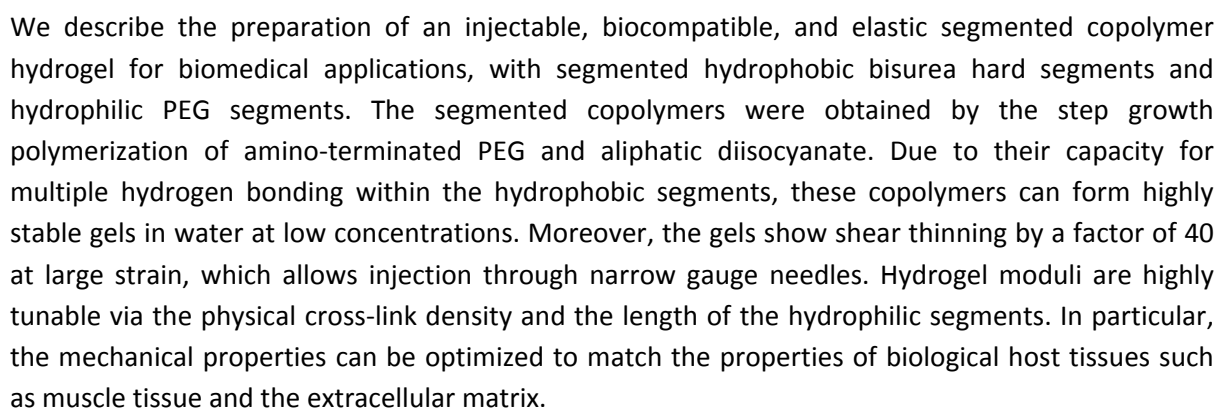 We describe the preparation of an injectable, biocompatible, and elastic segmented copolymer
hydrogel for biomedical applications, with segmented hydrophobic bisurea hard segments and
hydrophilic PEG segments. The segmented copolymers were obtained by the step growth
polymerization of amino-terminated PEG and aliphatic diisocyanate. Due to their capacity for
multiple hydrogen bonding within the hydrophobic segments, these copolymers can form highly
stable gels in water at low concentrations. Moreover, the gels show shear thinning by a factor of 40
at large strain, which allows injection through narrow gauge needles. Hydrogel moduli are highly
tunable via the physical cross-link density and the length of the hydrophilic segments. In particular,
the mechanical properties can be optimized to match the properties of biological host tissues such
as muscle tissue and the extracellular matrix.